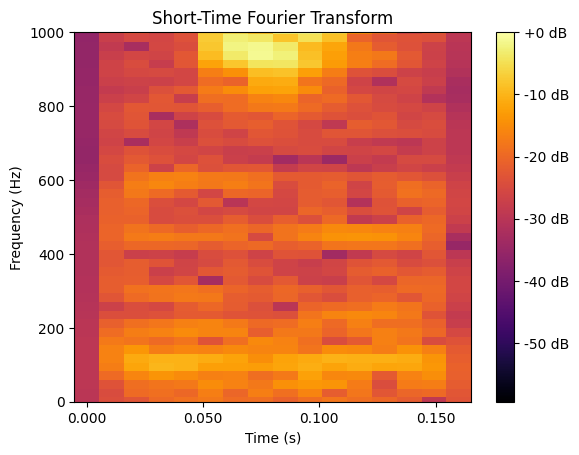 Short-Time Fourier Transform
1000
800
600
400
200
0
Frequency (Hz)
0.000
0.050
0.100
0.150
Time (s)
+0 dB
-10 dB
-20 dB
-30 dB
-40 dB
-50 dB